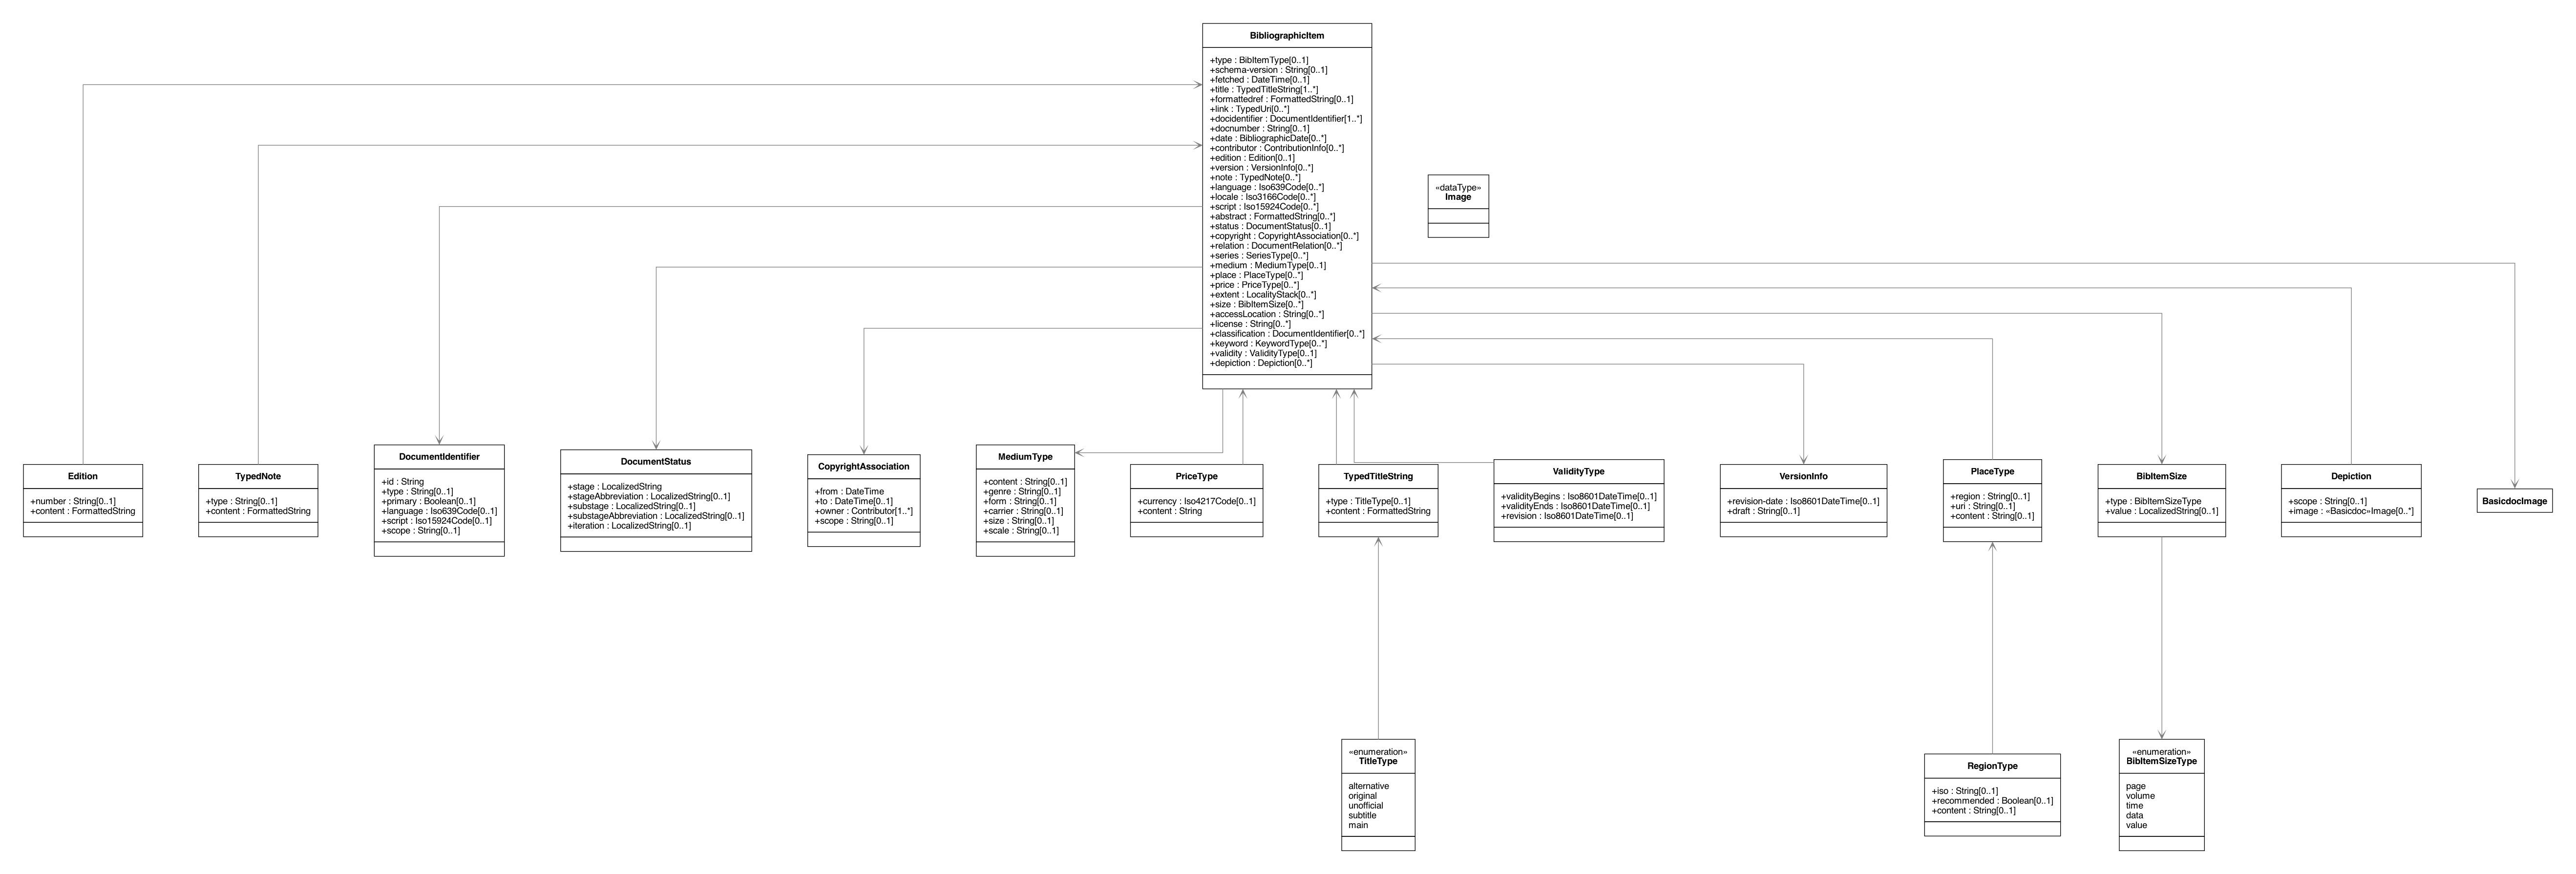 BibliographicItem
+type : BibItemType[0..1]
+schema-version : String[0..1]
+fetched : DateTime[0..1]
+title : TypedTitleString[1..*]
+formattedref : FormattedString[0..1]
+link : TypedUri[0..*]
+docidentifier : DocumentIdentifier[1..*]
+docnumber : String[0..1]
+date : BibliographicDate[0..*]
+contributor : ContributionInfo[0..*]
+edition : Edition[0..1]
+version : VersionInfo[0..*]
+note : TypedNote[0..*]
+language : Iso639Code[0..*]
+locale : Iso3166Code[0..*]
+script : Iso15924Code[0..*]
+abstract : FormattedString[0..*]
+status : DocumentStatus[0..1]
+copyright : CopyrightAssociation[0..*]
+relation : DocumentRelation[0..*]
+series : SeriesType[0..*]
+medium : MediumType[0..1]
+place : PlaceType[0..*]
+price : PriceType[0..*]
+extent : LocalityStack[0..*]
+size : BibItemSize[0..*]
+accessLocation : String[0..*]
+license : String[0..*]
+classification : DocumentIdentifier[0..*]
+keyword : KeywordType[0..*]
+validity : ValidityType[0..1]
+depiction : Depiction[0..*]
«dataType»
Image
Edition
+number : String[0..1]
+content : FormattedString
TypedNote
+type : String[0..1]
+content : FormattedString
DocumentIdentifier
+id : String
+type : String[0..1]
+primary : Boolean[0..1]
+language : Iso639Code[0..1]
+script : Iso15924Code[0..1]
+scope : String[0..1]
DocumentStatus
+stage : LocalizedString
+stageAbbreviation : LocalizedString[0..1]
+substage : LocalizedString[0..1]
+substageAbbreviation : LocalizedString[0..1]
+iteration : LocalizedString[0..1]
CopyrightAssociation
+from : DateTime
+to : DateTime[0..1]
+owner : Contributor[1..*]
+scope : String[0..1]
MediumType
+content : String[0..1]
+genre : String[0..1]
+form : String[0..1]
+carrier : String[0..1]
+size : String[0..1]
+scale : String[0..1]
PriceType
+currency : Iso4217Code[0..1]
+content : String
TypedTitleString
+type : TitleType[0..1]
+content : FormattedString
ValidityType
+validityBegins : Iso8601DateTime[0..1]
+validityEnds : Iso8601DateTime[0..1]
+revision : Iso8601DateTime[0..1]
VersionInfo
+revision-date : Iso8601DateTime[0..1]
+draft : String[0..1]
PlaceType
+region : String[0..1]
+uri : String[0..1]
+content : String[0..1]
BibItemSize
+type : BibItemSizeType
+value : LocalizedString[0..1]
Depiction
+scope : String[0..1]
+image : «Basicdoc»Image[0..*]
BasicdocImage
«enumeration»
TitleType
alternative
original
unofficial
subtitle
main
RegionType
+iso : String[0..1]
+recommended : Boolean[0..1]
+content : String[0..1]
«enumeration»
BibItemSizeType
page
volume
time
data
value